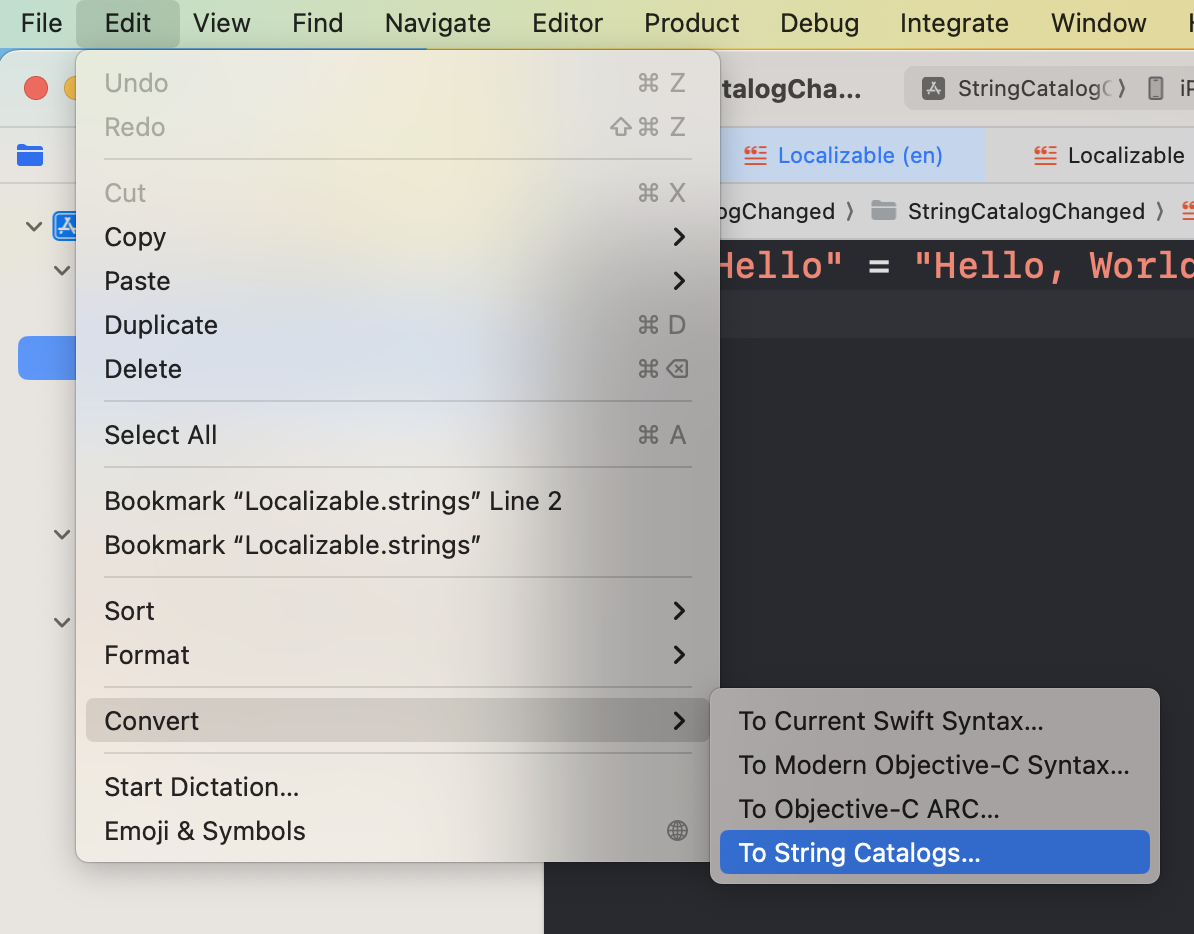 File Edit View Find Navigate Editor Product Debug Integrate Window
talogCha... StringCatalog
Localizable (en) Localizable
ogChanged StringCatalogChanged
Hello" = "Hello, World
Undo ⌘ Z
Redo ⇧⌘ Z
Cut ⌘ X
Copy
Paste
Duplicate ⌘ D
Delete ⌘⌫
Select All ⌘ A
Bookmark “Localizable.strings” Line 2
Bookmark “Localizable.strings”
Sort
Format
Convert
Start Dictation...
Emoji & Symbols
To Current Swift Syntax...
To Modern Objective-C Syntax...
To Objective-C ARC...
To String Catalogs...